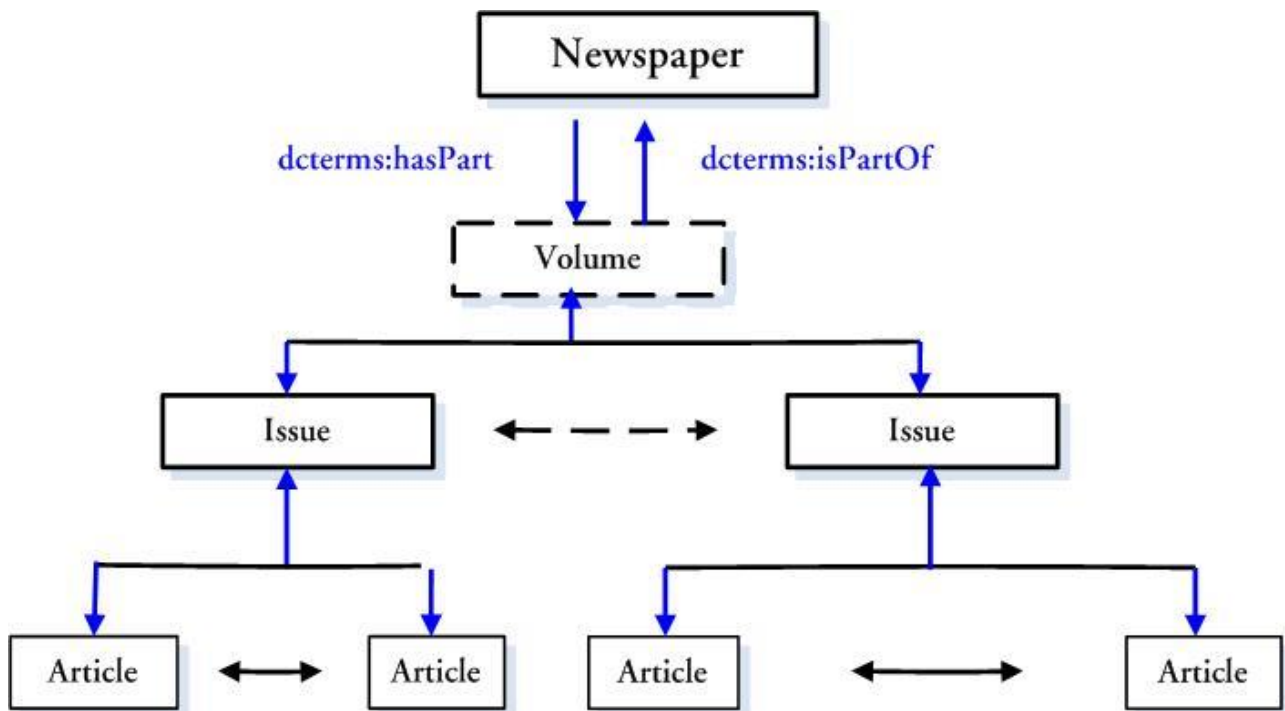 Newspaper
dcterms:hasPart
dcterms:isPartOf
Volume
Issue
Issue
Article
Article
Article
Article